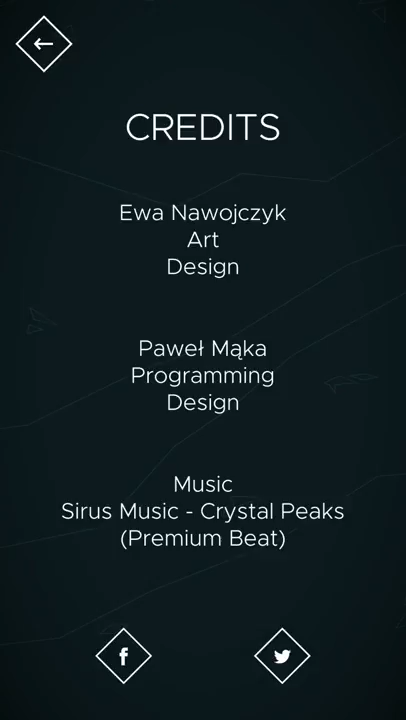 CREDITS
Ewa Nawojczyk
Art
Design
Paweł Mąka
Programming
Design
Music
Sirus Music - Crystal Peaks
(Premium Beat)